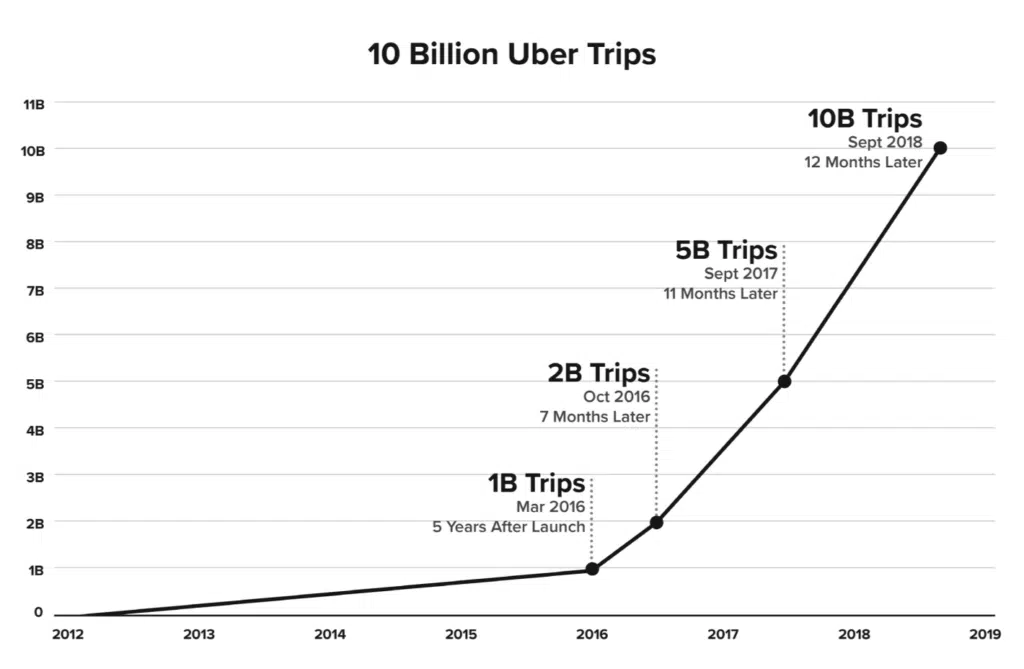 10 Billion Uber Trips
11B
10B
9B
8B
7B
6B
5B
4B
3B
2B
1B
0
10B Trips
Sept 2018
12 Months Later
5B Trips
Sept 2017
11 Months Later
2B Trips
Oct 2016
7 Months Later
1B Trips
Mar 2016
5 Years After Launch
2012 2013 2014 2015 2016 2017 2018 2019